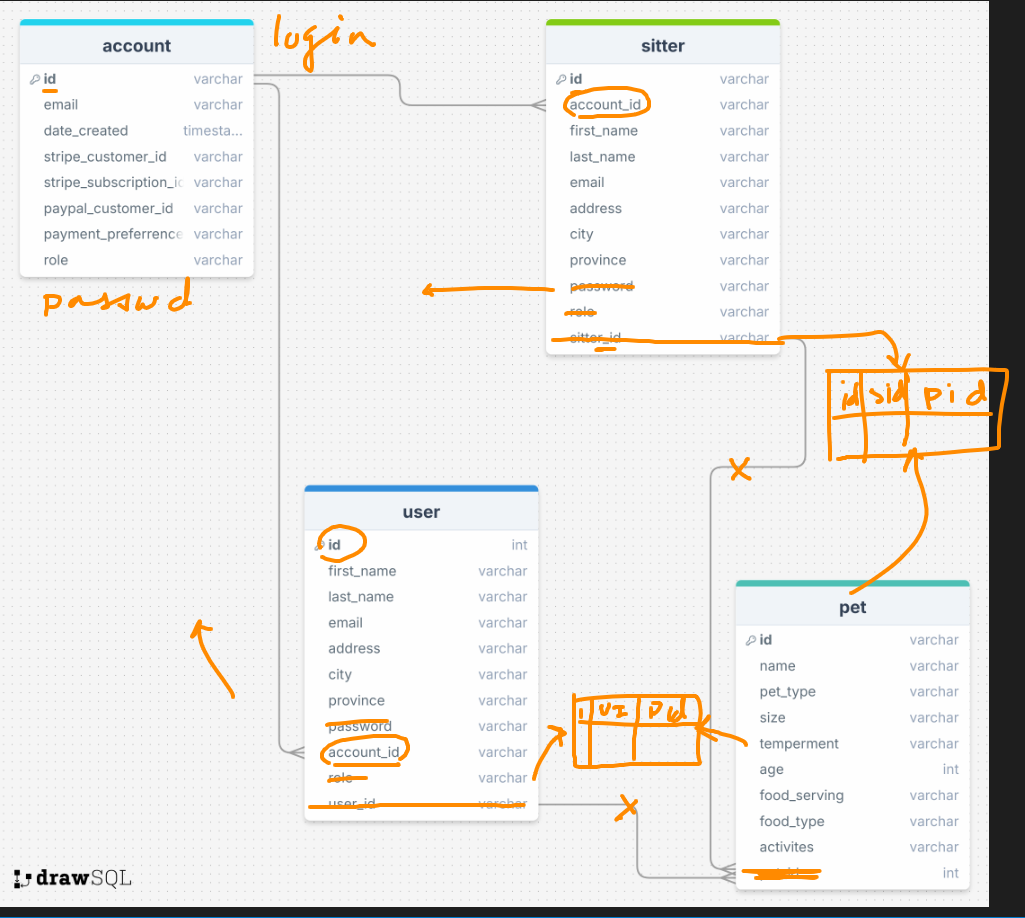 account
id varchar
email varchar
date_created timesta...
stripe_customer_id varchar
stripe_subscription_ic varchar
paypal_customer_id varchar
payment_preferrence varchar
role varchar
login
passwd
sitter
id varchar
account_id varchar
first_name varchar
last_name varchar
email varchar
address varchar
city varchar
province varchar
password varchar
role varchar
sitter_id varchar
id sid pid
user
id int
first_name varchar
last_name varchar
email varchar
address varchar
city varchar
province varchar
password varchar
account_id varchar
role varchar
user_id varchar
pet
id varchar
name varchar
pet_type varchar
size varchar
temperment varchar
age int
food_serving varchar
food_type varchar
activites varchar
int
drawSQL